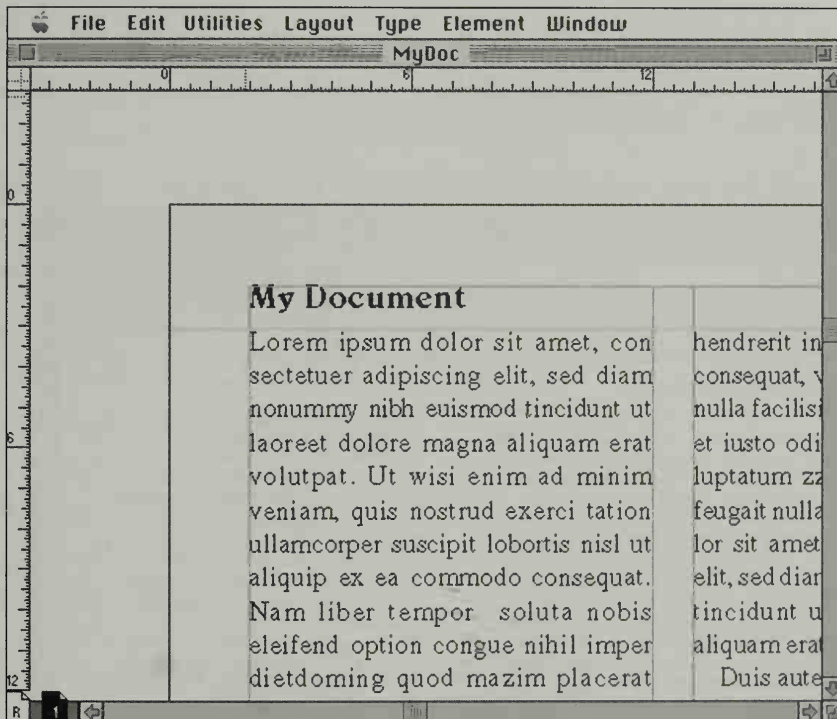 File Edit Utilities Layout Type Element Window
MyDoc
0 6 12
0
6
12
My Document
Lorem ipsum dolor sit amet, con
sectetuer adipiscing elit, sed diam
nonummy nibh euismod tincidunt ut
laoreet dolore magna aliquam erat
volutpat. Ut wisi enim ad minim
veniam, quis nostrud exerci tation
ullamcorper suscipit lobortis nisl ut
aliquip ex ea commodo consequat.
Nam liber tempor soluta nobis
eleifend option congue nihil imper
dietdoming quod mazim placerat
hendrerit in
consequat, v
nulla facilisi
et iusto odi
luptatum zz
feugait nulla
lor sit amet
elit, sed diar
tincidunt u
aliquam erat
Duis aute
R 1